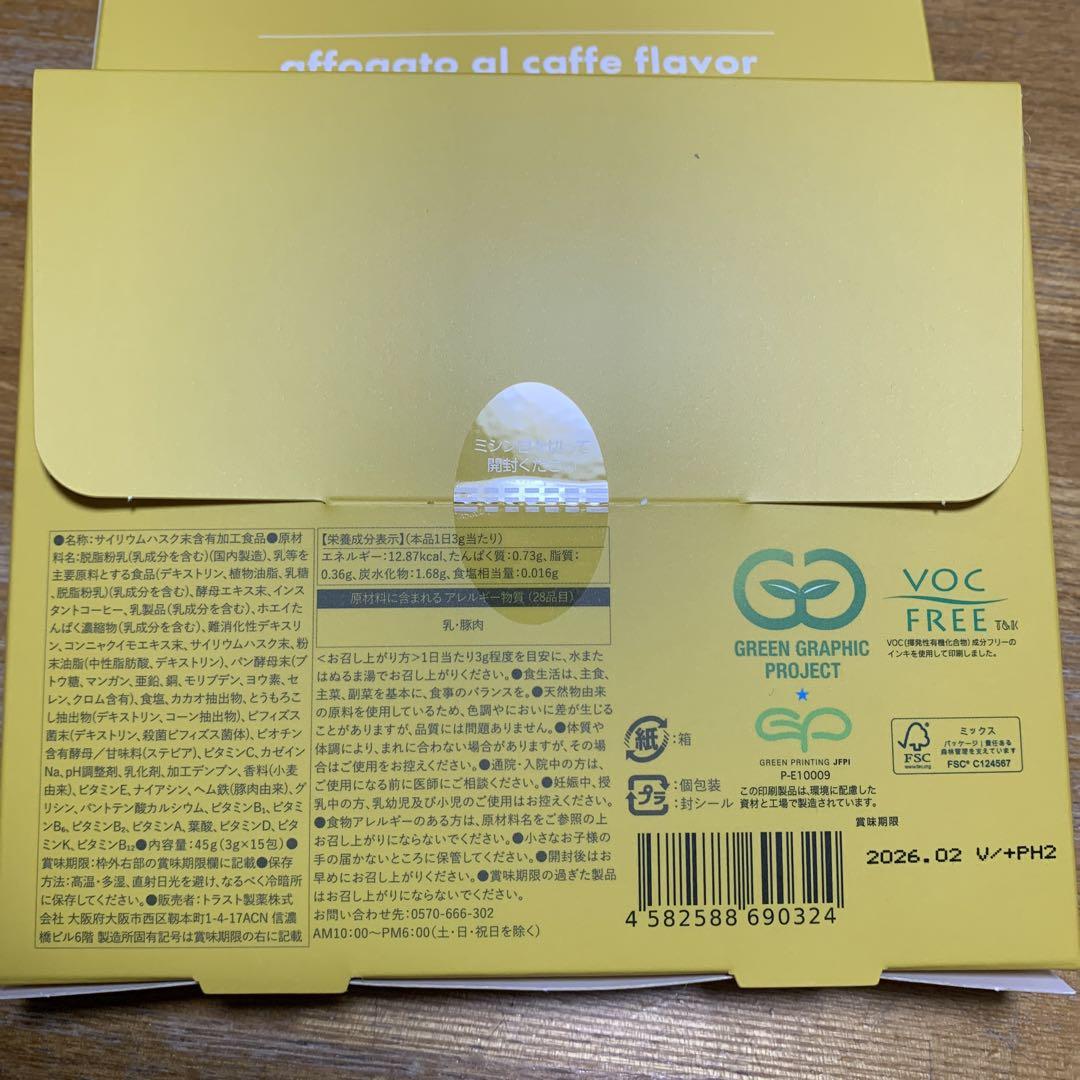 affogato al caffe flavor
ミシン目を切って
開封ください
●名称:サイリウムハスク末含有加工食品●原材
料名:脱脂粉乳(乳成分を含む)(国内製造)、乳等を
主要原料とする食品(デキストリン、植物油脂、乳糖
、脱脂粉乳)(乳成分を含む)、酵母エキス末、インス
タントコーヒー、乳製品(乳成分を含む)、ホエイた
んぱく濃縮物(乳成分を含む)、難消化性デキスリ
ン、コンニャクイモエキス末、サイリウムハスク末、粉
末油脂(中性脂肪酸、デキストリン)、パン酵母末(ブ
トウ糖、マンガン、亜鉛、銅、モリブデン、ヨウ素、セ
レン、クロム含有)、食塩、カカオ抽出物、とうもろこ
し抽出物(デキストリン、コーン抽出物)、ビフィズス
菌末(デキストリン、殺菌ビフィズス菌体)、ビオチン
含有酵母/甘味料(ステビア)、ビタミンC、カゼイン
Na、pH調整剤、乳化剤、加工デンプン、香料(小麦
由来)、ビタミンE、ナイアシン、ヘム鉄(豚肉由来)、グ
リシン、パントテン酸カルシウム、ビタミンB₁、ビタミ
ンB₆、ビタミンB₂、ビタミンA、葉酸、ビタミンD、ビタ
ミンK、ビタミンB₁₂●内容量:45g(3g×15包)●
賞味期限:枠外右部の賞味期限欄に記載●保存
方法:高温・多湿、直射日光を避け、なるべく冷暗所
に保存してください。●販売者:トラスト製薬株式
会社 大阪府大阪市西区靱本町1-4-17ACN 信濃
橋ビル6階 製造所固有記号は賞味期限の右に記載
【栄養成分表示】(本品1日3g当たり)
エネルギー:12.87kcal、たんぱく質:0.73g、脂質:
0.36g、炭水化物:1.68g、食塩相当量:0.016g
原材料に含まれる アレルギー物質(28品目)
乳・豚肉
<お召し上がり方>1日当たり3g程度を目安に、水また
はぬるま湯でお召し上がりください。●食生活は、主食、
主菜、副菜を基本に、食事のバランスを。●天然物由来
の原料を使用しているため、色調やにおいに差が生じる
ことがありますが、品質には問題ありません。●体質や
体調により、まれに合わない場合がありますが、その場
合はご使用をお控えください。●通院・入院中の方は、ご使用に
なる前に医師にご相談ください。●妊娠中、授
乳中の方、乳幼児及び小児のご使用はお控えください。
●食物アレルギーのある方は、原材料名をご参照の上
お召し上がりにならないでください。●小さなお子様の
手の届かないところに保管してください。●開封後はお
早めにお召し上がりください。●賞味期限の過ぎた製品
はお召し上がりにならないでください。
お問い合わせ先:0570-666-302
AM10:00〜PM6:00(土・日・祝日を除く)
GREEN GRAPHIC
PROJECT
GREEN PRINTING JFPI
P-E10009
この印刷製品は、環境に配慮した
資材と工場で製造されています。
VOC
FREE T&K
VOC(揮発性有機化合物)成分フリーの
インキを使用して印刷しました。
紙:箱
プラ:個包装
:封シール
FSC
www.fsc.org
ミックス
パッケージ|責任ある
森林管理を支えています
FSC® C124567
賞味期限
2026.02 V/+PH2
4 582588 690324